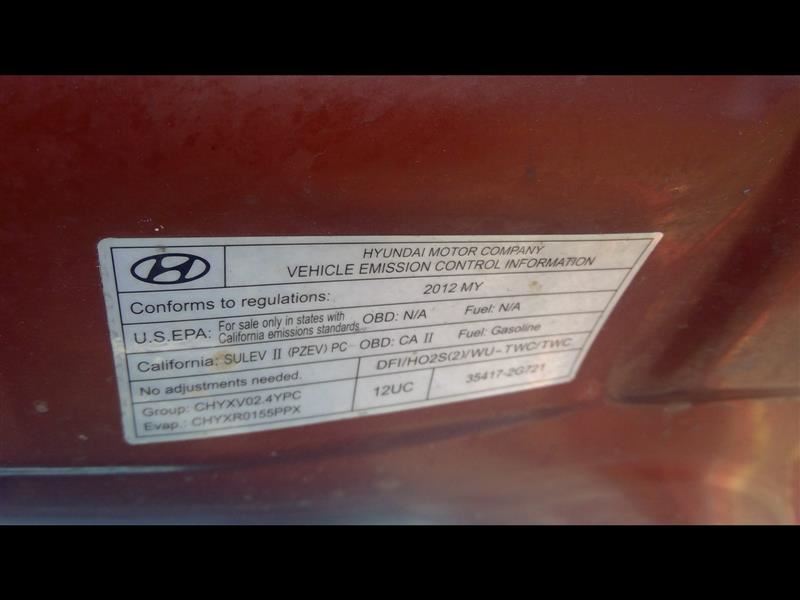 HYUNDAI MOTOR COMPANY
VEHICLE EMISSION CONTROL INFORMATION
Conforms to regulations: 2012 MY
U.S.EPA: For sale only in states with California emissions standards. OBD: N/A Fuel: N/A
California: SULEV II (PZEV) PC OBD: CA II Fuel: Gasoline
No adjustments needed. DFI/HO2S(2)/WU-TWC/TWC
Group: CHYXV02.4YPC
Evap.: CHYXR0155PPX
12UC
35417-2G721